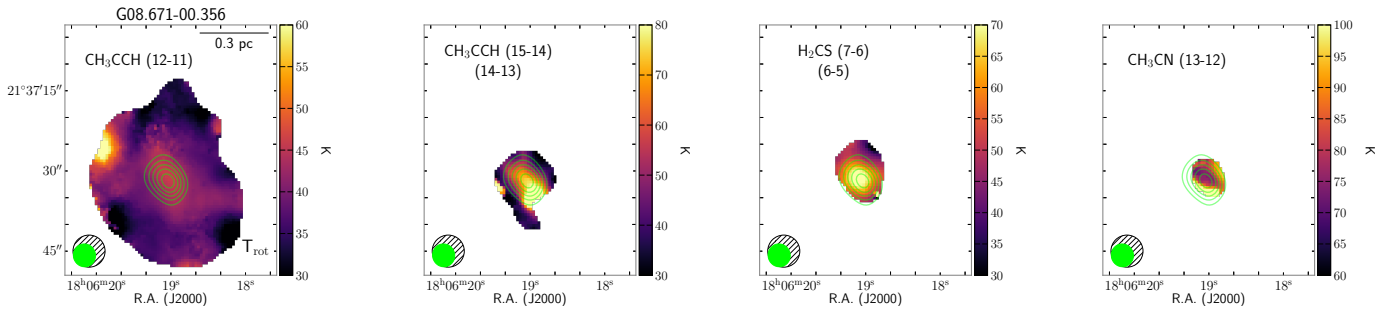 G08.671-00.356
0.3 pc
CH₃CCH (12-11)
21°37'15"
30"
45"
T_rot
18ʰ06ᵐ20ˢ 19ˢ 18ˢ
R.A. (J2000)
60
55
50
45
40
35
30
K
CH₃CCH (15-14)
(14-13)
18ʰ06ᵐ20ˢ 19ˢ 18ˢ
R.A. (J2000)
80
70
60
50
40
30
K
H₂CS (7-6)
(6-5)
18ʰ06ᵐ20ˢ 19ˢ 18ˢ
R.A. (J2000)
70
65
60
55
50
45
40
35
30
K
CH₃CN (13-12)
18ʰ06ᵐ20ˢ 19ˢ 18ˢ
R.A. (J2000)
100
95
90
85
80
75
70
65
60
K